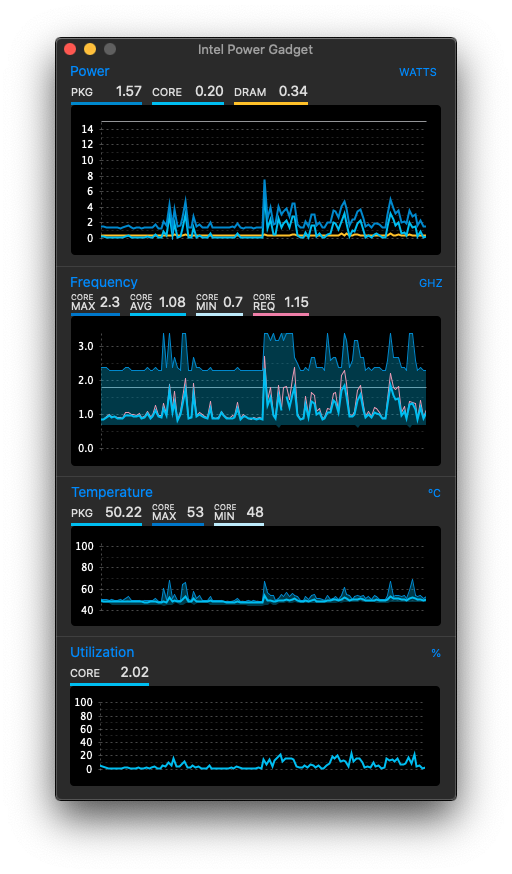 Intel Power Gadget
Power WATTS
PKG 1.57 CORE 0.20 DRAM 0.34
14
12
10
8
6
4
2
0
Frequency GHZ
CORE MAX 2.3 CORE AVG 1.08 CORE MIN 0.7 CORE REQ 1.15
3.0
2.0
1.0
0.0
Temperature °C
PKG 50.22 CORE MAX 53 CORE MIN 48
100
80
60
40
Utilization %
CORE 2.02
100
80
60
40
20
0